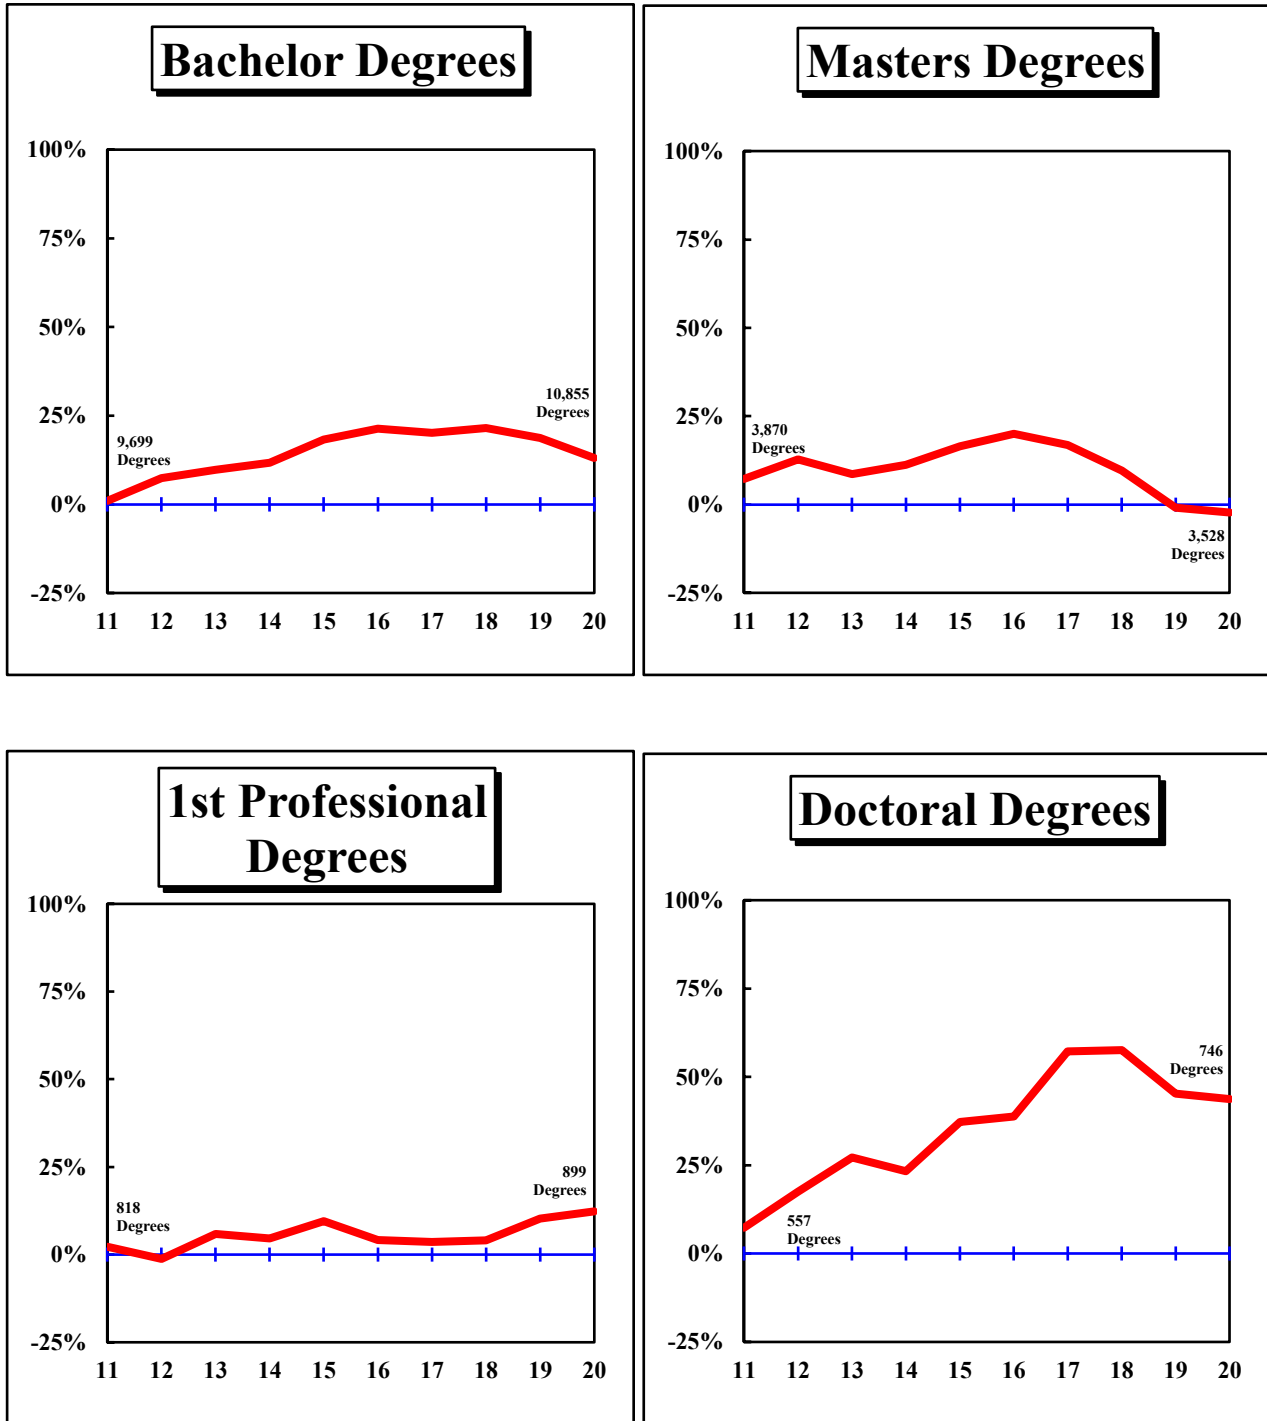 Bachelor Degrees
100%
75%
50%
25%
0%
-25%
9,699
Degrees
10,855
Degrees
11 12 13 14 15 16 17 18 19 20
Masters Degrees
100%
75%
50%
25%
0%
-25%
3,870
Degrees
3,528
Degrees
11 12 13 14 15 16 17 18 19 20
1st Professional
Degrees
100%
75%
50%
25%
0%
-25%
818
Degrees
899
Degrees
11 12 13 14 15 16 17 18 19 20
Doctoral Degrees
100%
75%
50%
25%
0%
-25%
557
Degrees
746
Degrees
11 12 13 14 15 16 17 18 19 20